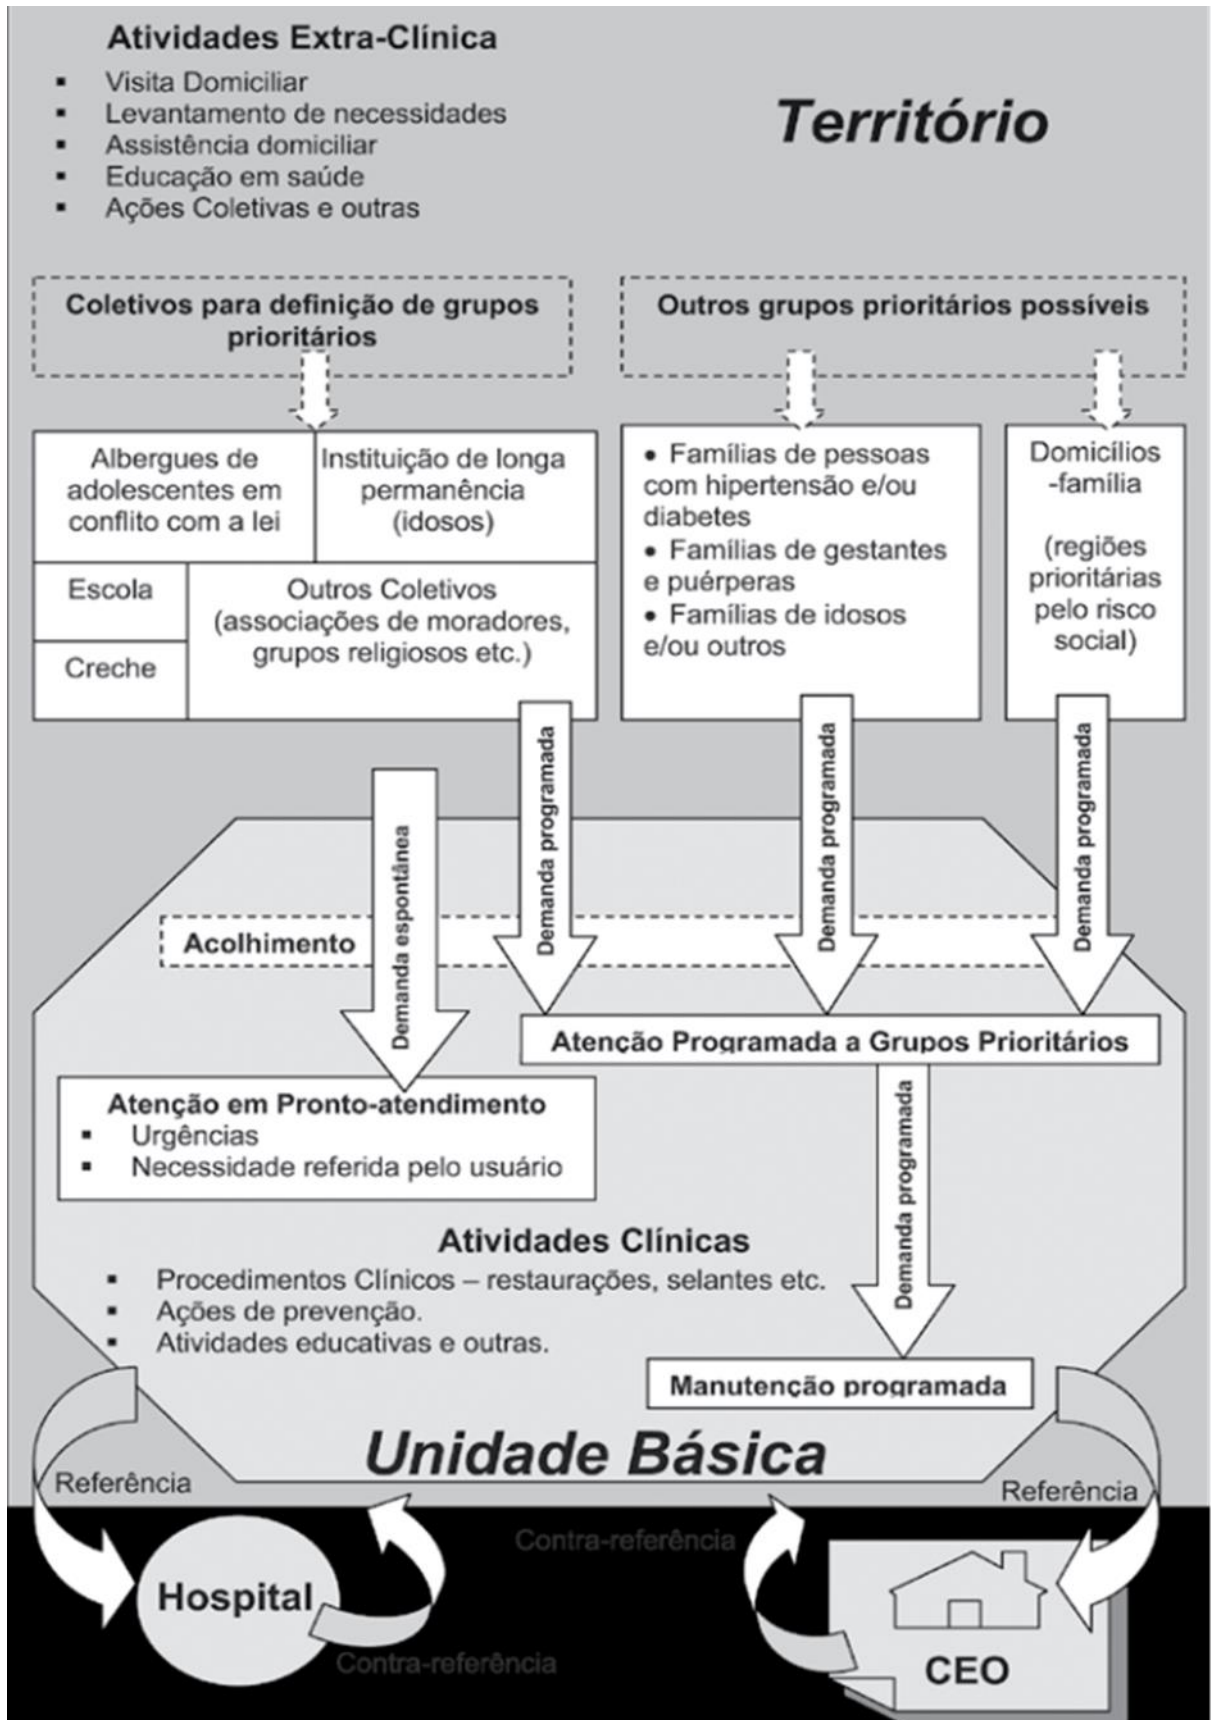 Atividades Extra-Clínica
▪ Visita Domiciliar
▪ Levantamento de necessidades
▪ Assistência domiciliar
▪ Educação em saúde
▪ Ações Coletivas e outras
Território
Coletivos para definição de grupos
prioritários
Outros grupos prioritários possíveis
Albergues de
adolescentes em
conflito com a lei
Instituição de longa
permanência
(idosos)
Escola
Creche
Outros Coletivos
(associações de moradores,
grupos religiosos etc.)
• Famílias de pessoas
com hipertensão e/ou
diabetes
• Famílias de gestantes
e puérperas
• Famílias de idosos
e/ou outros
Domicílios
-família
(regiões
prioritárias
pelo risco
social)
Demanda espontânea
Demanda programada
Demanda programada
Demanda programada
Acolhimento
Atenção Programada a Grupos Prioritários
Atenção em Pronto-atendimento
▪ Urgências
▪ Necessidade referida pelo usuário
Demanda programada
Atividades Clínicas
▪ Procedimentos Clínicos – restaurações, selantes etc.
▪ Ações de prevenção.
▪ Atividades educativas e outras.
Manutenção programada
Unidade Básica
Referência
Referência
Contra-referência
Hospital
Contra-referência
CEO